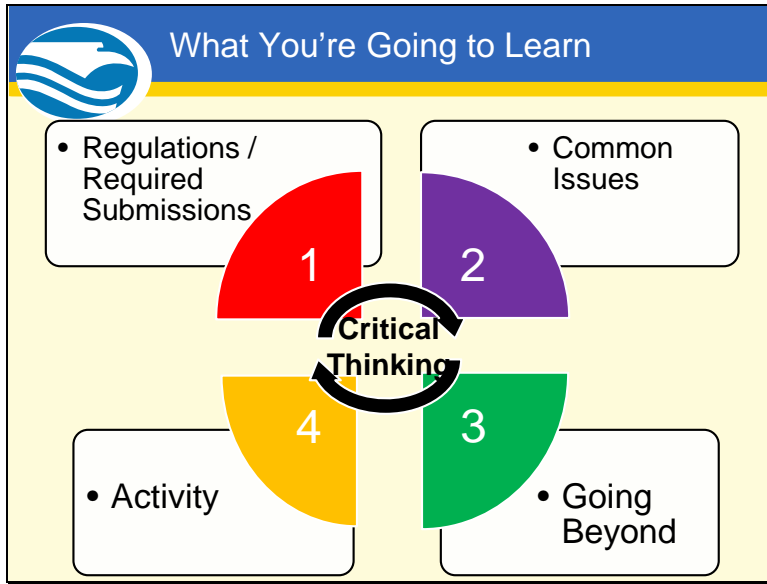 What You're Going to Learn
• Regulations /
Required
Submissions
• Common
Issues
1
2
Critical
Thinking
4
3
• Activity
• Going
Beyond